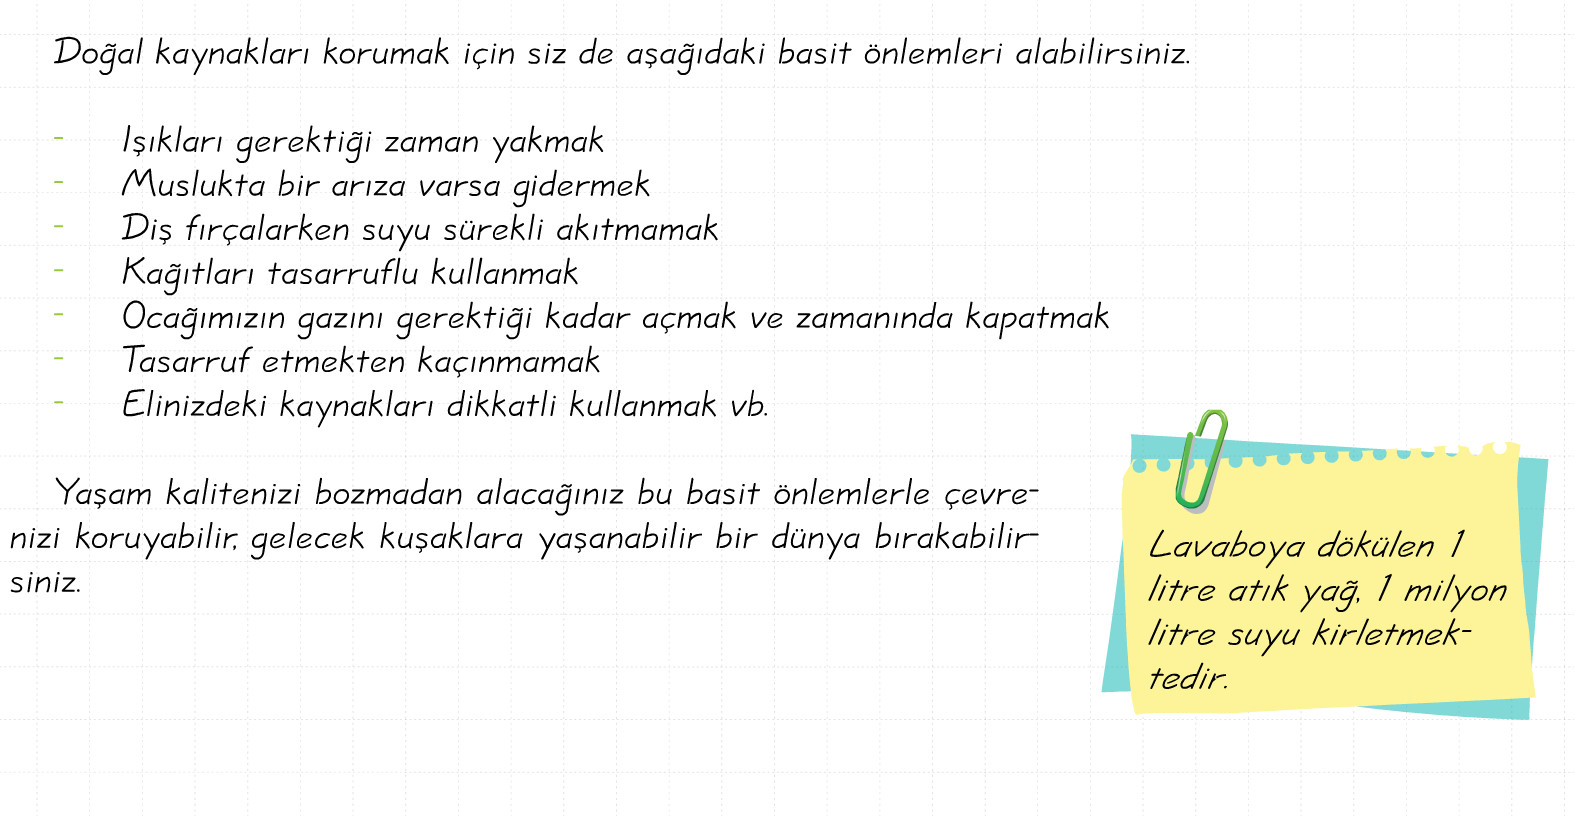 Doğal kaynakları korumak için siz de aşağıdaki basit önlemleri alabilirsiniz.
- Işıkları gerektiği zaman yakmak
- Muslukta bir arıza varsa gidermek
- Diş fırçalarken suyu sürekli akıtmamak
- Kağıtları tasarruflu kullanmak
- Ocağımızın gazını gerektiği kadar açmak ve zamanında kapatmak
- Tasarruf etmekten kaçınmamak
- Elinizdeki kaynakları dikkatli kullanmak vb.
Yaşam kalitenizi bozmadan alacağınız bu basit önlemlerle çevre-
nizi koruyabilir, gelecek kuşaklara yaşanabilir bir dünya bırakabilir-
siniz.
Lavaboya dökülen 1
litre atık yağ, 1 milyon
litre suyu kirletmek-
tedir.